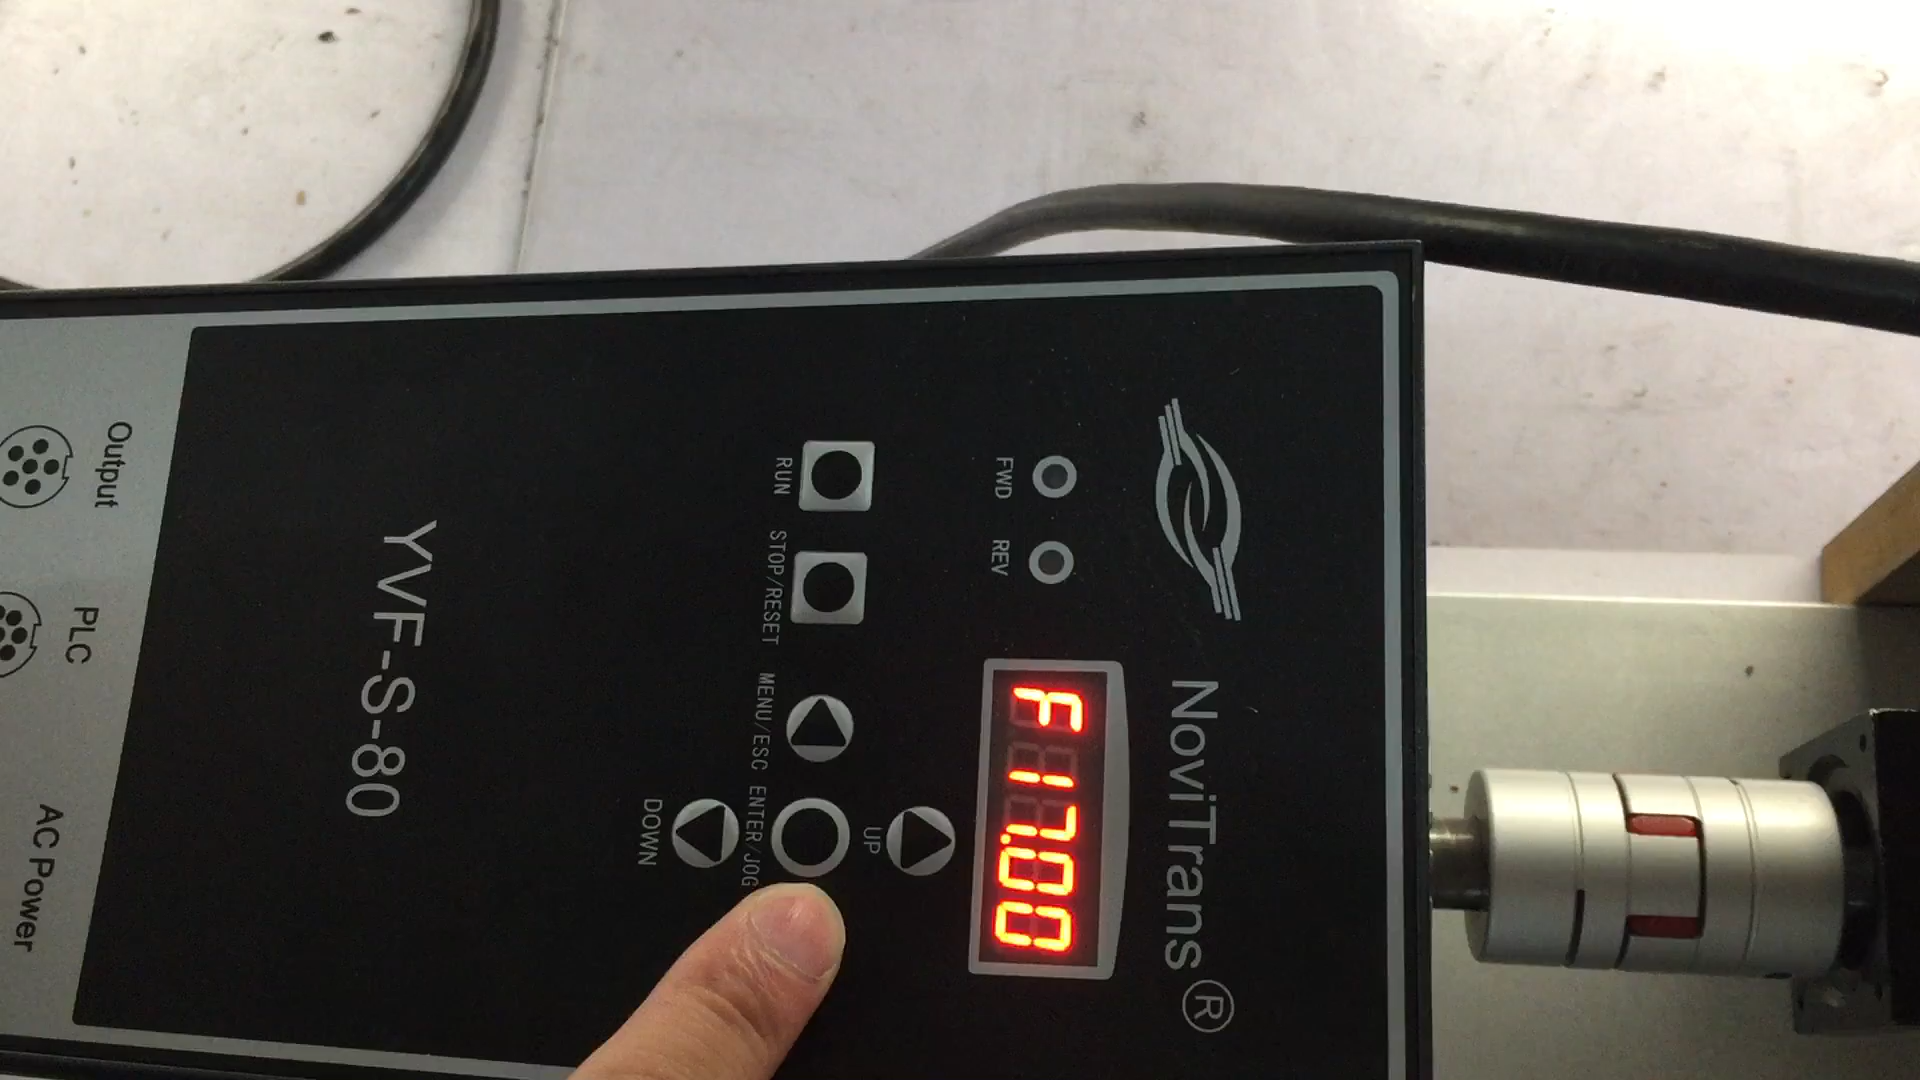 NoviTrans®
F17.00
FWD
REV
RUN
STOP/RESET
MENU/ESC
ENTER/JOG
UP
DOWN
YVF-S-80
Output
PLC
AC Power